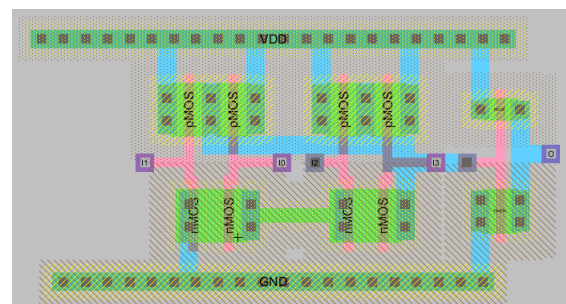 VDD
pMOS pMOS pMOS pMOS
I1 I0 I2 I3 O
nMOS nMOS nMOS nMOS
GND